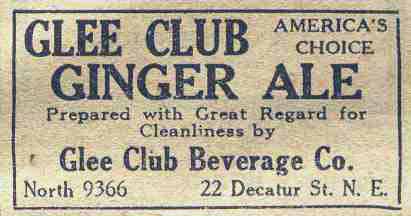 GLEE CLUB AMERICA'S CHOICE
GINGER ALE
Prepared with Great Regard for
Cleanliness by
Glee Club Beverage Co.
North 9366 22 Decatur St. N. E.